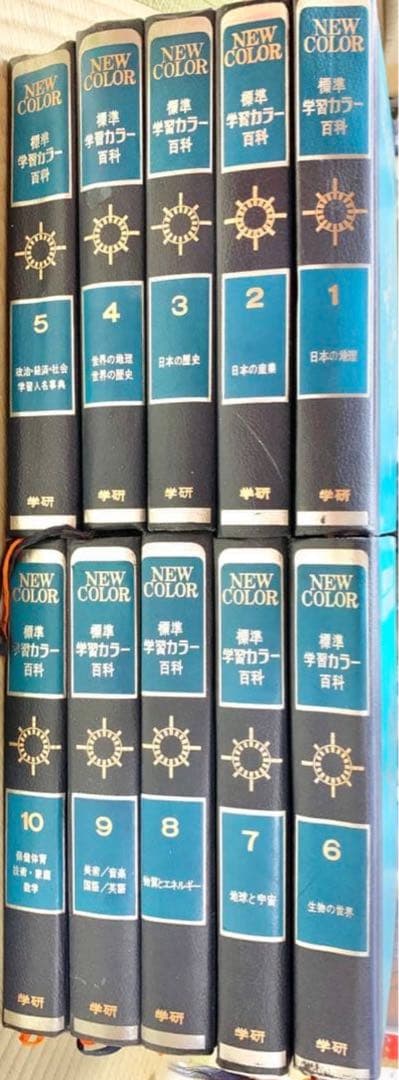 NEW
COLOR
標準
学習カラー
百科
5
政治・経済・社会
学習人名事典
学研
NEW
COLOR
標準
学習カラー
百科
4
世界の地理
世界の歴史
学研
NEW
COLOR
標準
学習カラー
百科
3
日本の歴史
学研
NEW
COLOR
標準
学習カラー
百科
2
日本の産業
学研
NEW
COLOR
標準
学習カラー
百科
1
日本の地理
学研
NEW
COLOR
標準
学習カラー
百科
10
保健体育
技術・家庭
数学
学研
NEW
COLOR
標準
学習カラー
百科
9
美術/音楽
国語/英語
学研
NEW
COLOR
標準
学習カラー
百科
8
物質とエネルギー
学研
NEW
COLOR
標準
学習カラー
百科
7
地球と宇宙
学研
NEW
COLOR
標準
学習カラー
百科
6
生物の世界
学研